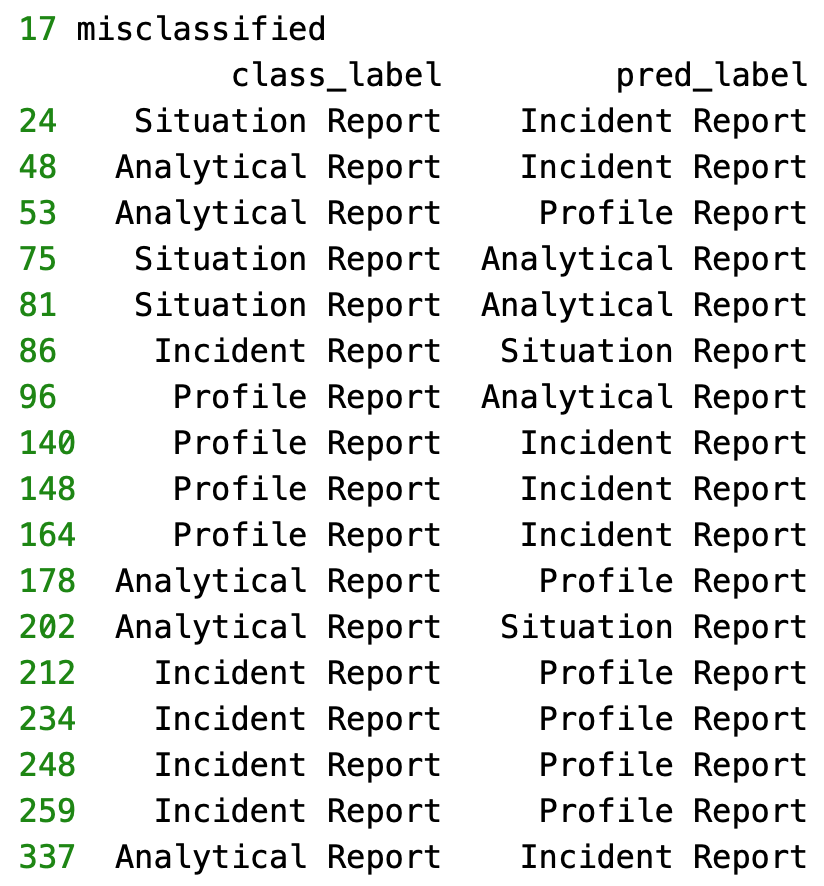 17 misclassified
class_label pred_label
24 Situation Report Incident Report
48 Analytical Report Incident Report
53 Analytical Report Profile Report
75 Situation Report Analytical Report
81 Situation Report Analytical Report
86 Incident Report Situation Report
96 Profile Report Analytical Report
140 Profile Report Incident Report
148 Profile Report Incident Report
164 Profile Report Incident Report
178 Analytical Report Profile Report
202 Analytical Report Situation Report
212 Incident Report Profile Report
234 Incident Report Profile Report
248 Incident Report Profile Report
259 Incident Report Profile Report
337 Analytical Report Incident Report